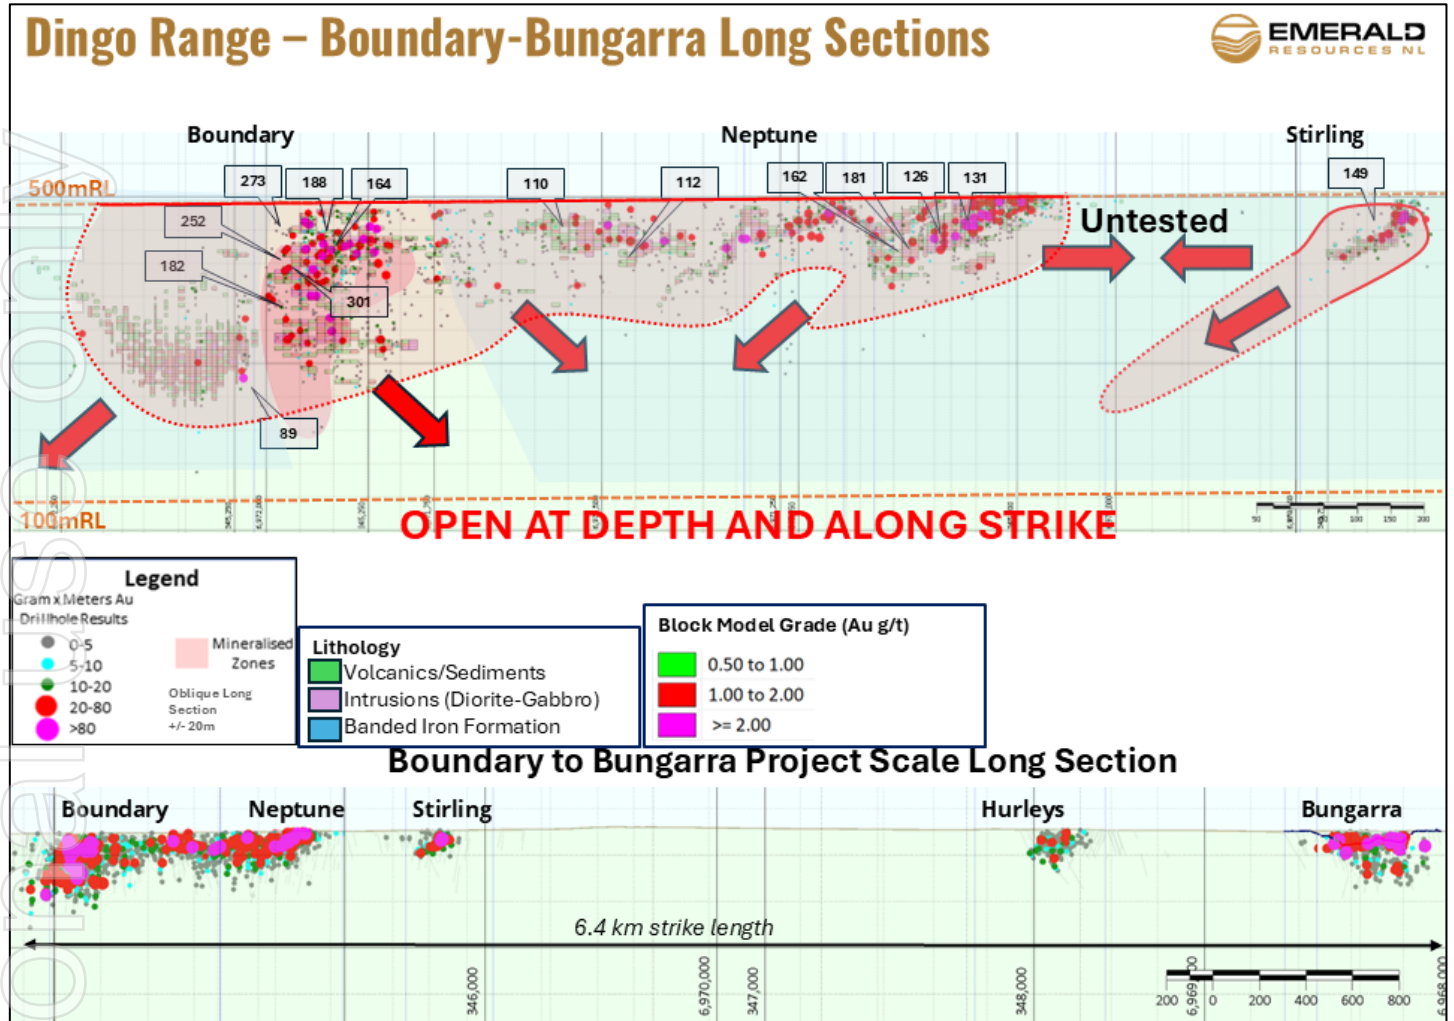 Dingo Range – Boundary-Bungarra Long Sections
EMERALD
RESOURCES NL
Boundary
Neptune
Stirling
500mRL
273
188
164
110
112
162
181
126
131
149
252
182
301
89
Untested
100mRL
OPEN AT DEPTH AND ALONG STRIKE
50
100
150
200
Legend
Gram x Meters Au
Drillhole Results
0-5
5-10
10-20
20-80
>80
Mineralised
Zones
Oblique Long
Section
+/- 20m
Lithology
Volcanics/Sediments
Intrusions (Diorite-Gabbro)
Banded Iron Formation
Block Model Grade (Au g/t)
0.50 to 1.00
1.00 to 2.00
>= 2.00
Boundary to Bungarra Project Scale Long Section
Boundary
Neptune
Stirling
Hurleys
Bungarra
6.4 km strike length
346,000
6,970,000
347,000
348,000
6,968,000
200
0
200
400
600
800